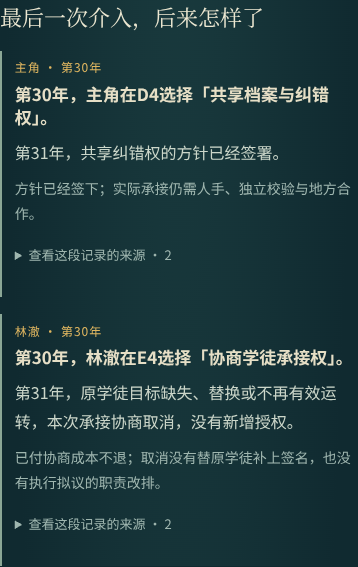 最后一次介入，后来怎样了
主角 · 第30年
第30年，主角在D4选择「共享档案与纠错
权」。
第31年，共享纠错权的方针已经签署。
方针已经签下；实际承接仍需人手、独立校验与地方合
作。
▶ 查看这段记录的来源 · 2
林澈 · 第30年
第30年，林澈在E4选择「协商学徒承接权」。
第31年，原学徒目标缺失、替换或不再有效运
转，本次承接协商取消，没有新增授权。
已付协商成本不退；取消没有替原学徒补上签名，也没
有执行拟议的职责改排。
▶ 查看这段记录的来源 · 2